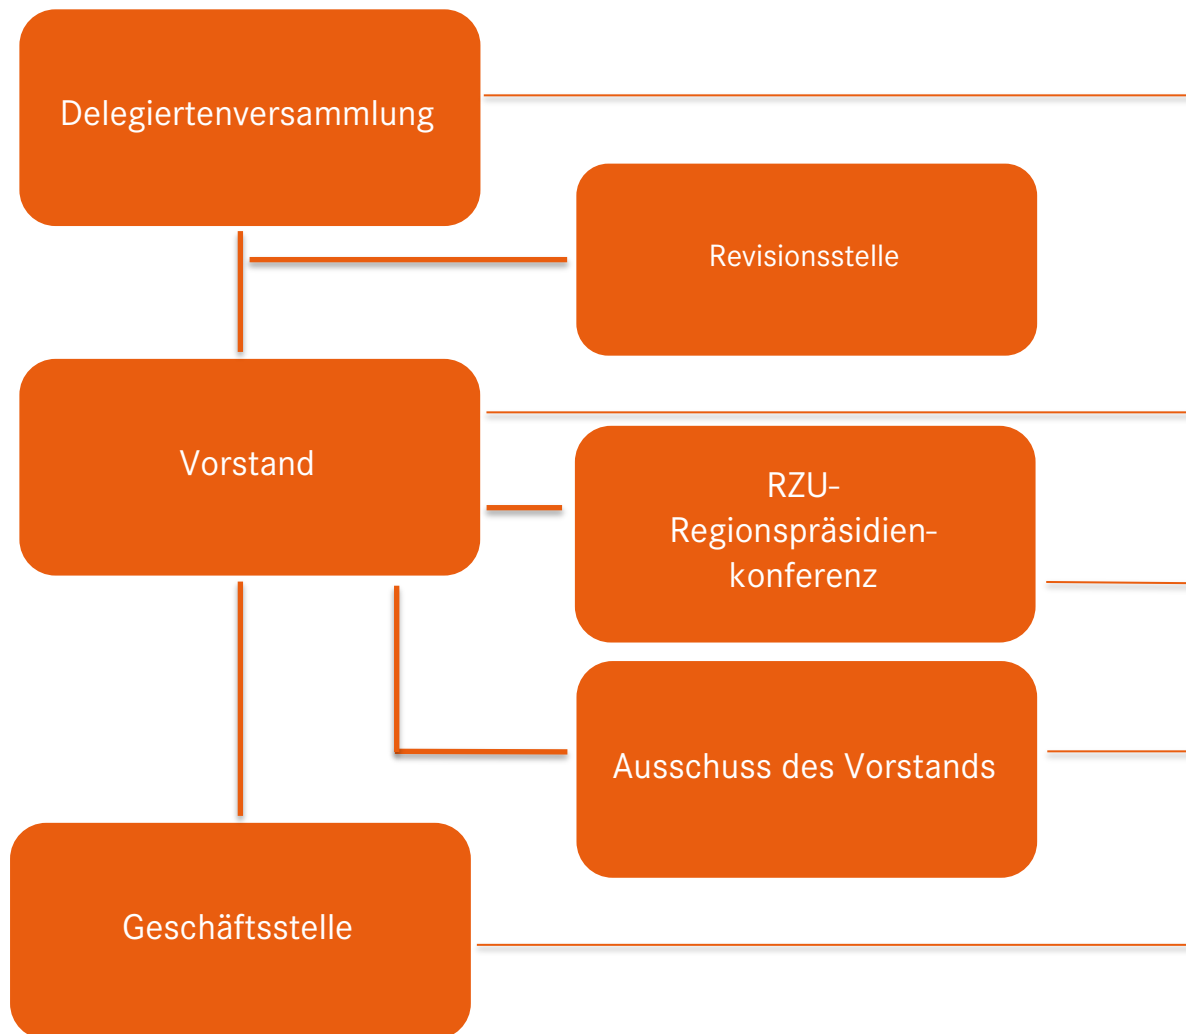 Delegiertenversammlung
Revisionsstelle
Vorstand
RZU-
Regionspräsidien-
konferenz
Ausschuss des Vorstands
Geschäftsstelle